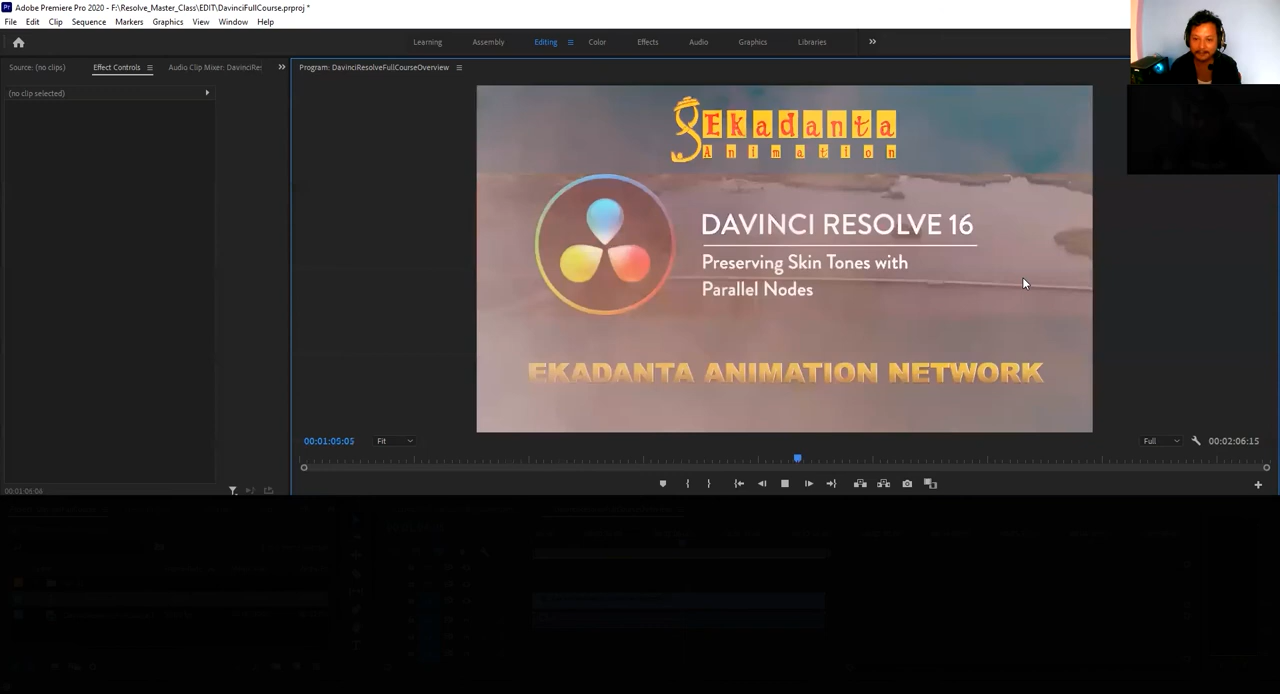 Adobe Premiere Pro 2020 - F:\Resolve_Master_Class\EDIT\DavinciFullCourse.prproj *
File Edit Clip Sequence Markers Graphics View Window Help
Learning Assembly Editing Color Effects Audio Graphics Libraries
Source: (no clips) Effect Controls Audio Clip Mixer: DavinciRe: Program: DavinciResolveFullCourseOverview
(no clip selected)
Ekadanta
Animation
DAVINCI RESOLVE 16
Preserving Skin Tones with
Parallel Nodes
EKADANTA ANIMATION NETWORK
00:01:05:05 Fit Full 00:02:06:15